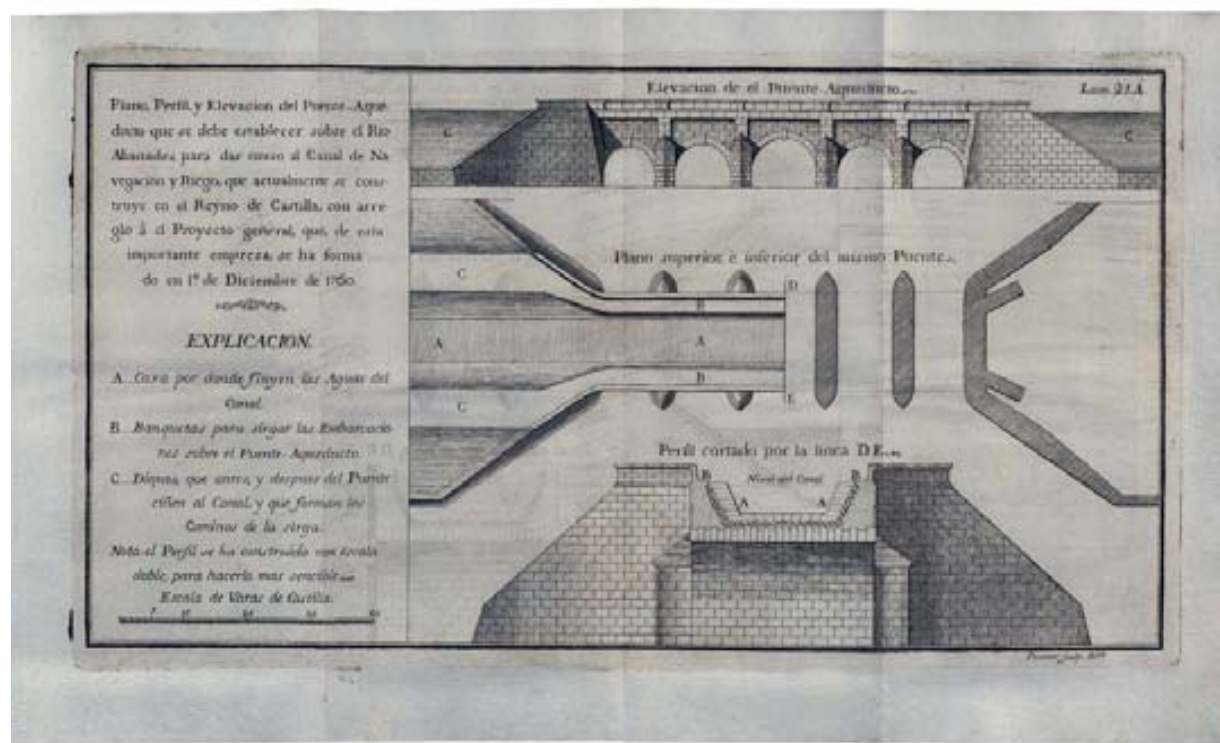 Plano, Perfil, y Elevacion del Puente-Aque-
ducto que se debe establecer sobre el Rio
Abanades, para dar curso al Canal de Na-
vegacion y Riego, que actualmente se cons-
truye en el Reyno de Castilla, con arre-
glo à el Proyecto general, que de esta
importante empresa, se ha forma
do en 1º de Diciembre de 1760.
EXPLICACION.
A. Caxa por donde fluyen las Aguas del
Canal.
B. Banquetas para sirgar las Embarcacio-
nes sobre el Puente-Aqueducto.
C. Diques, que antes, y despues del Puente
ciñen al Canal, y que forman los
Caminos de la sirga.
Nota: el Perfil se ha construido con escala
doble, para hacerlo mas sencible
Escala de Varas de Castilla.
Elevacion de el Puente-Aqueducto
Lam. 21.A.
C
C
Plano superior è inferior del mismo Puente
C
D
B
A
A
B
C
E
Perfil cortado por la linea D E
B
Nivel del Canal
B
A
A